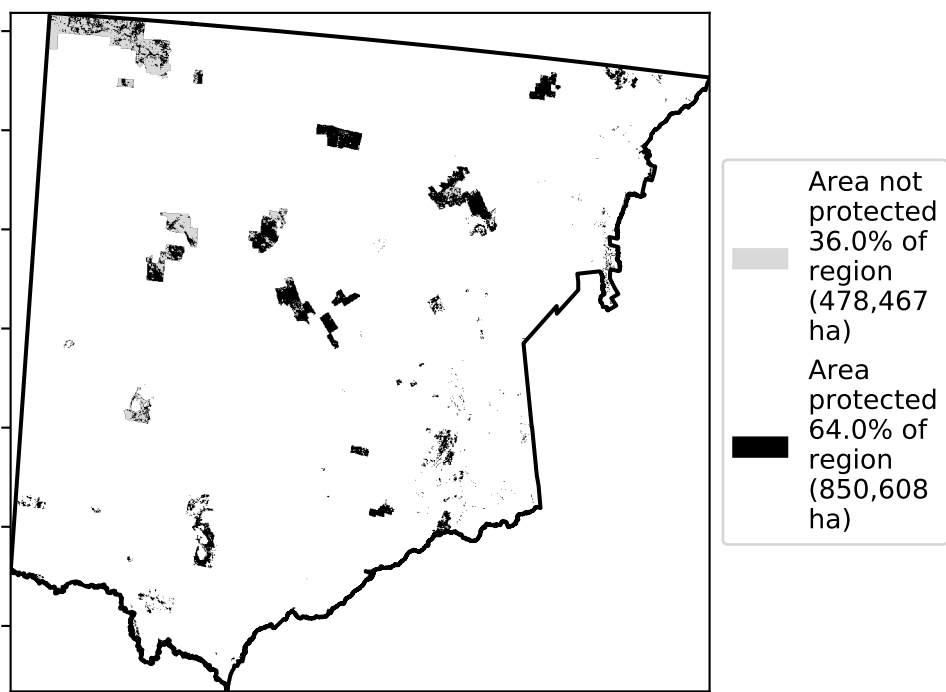 Area not
protected
36.0% of
region
(478,467
ha)
Area
protected
64.0% of
region
(850,608
ha)